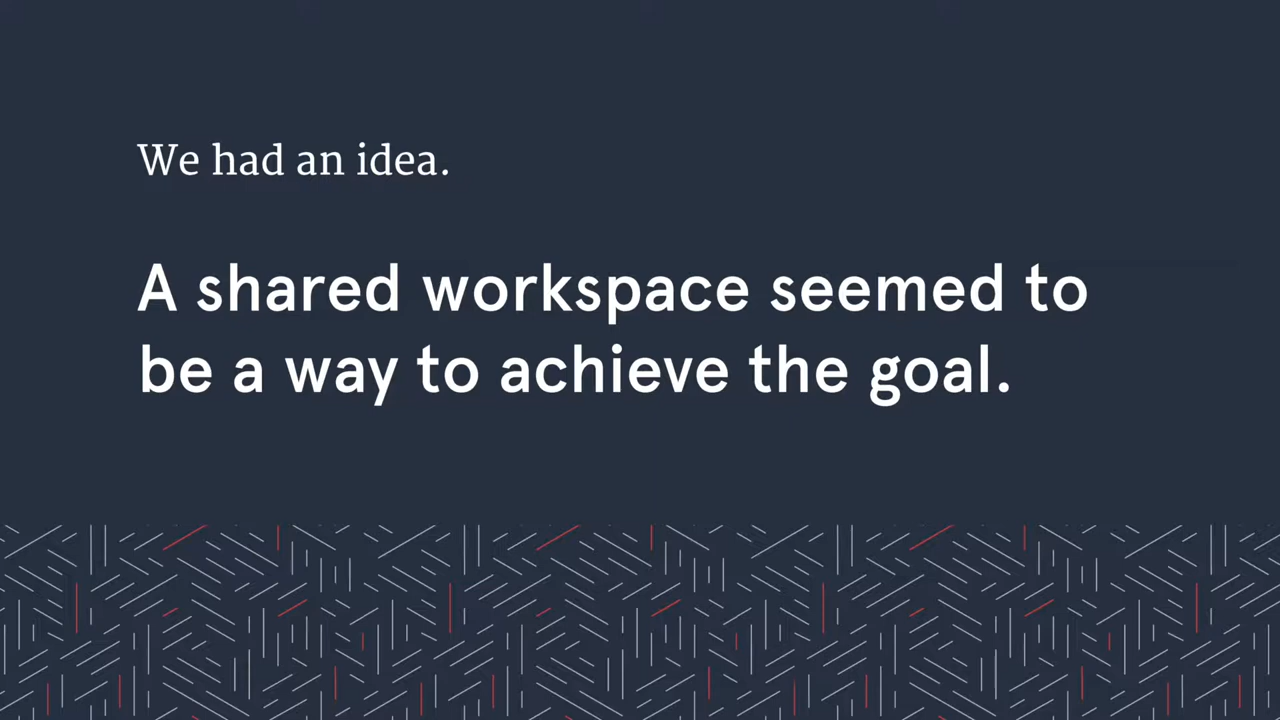 We had an idea.
A shared workspace seemed to
be a way to achieve the goal.